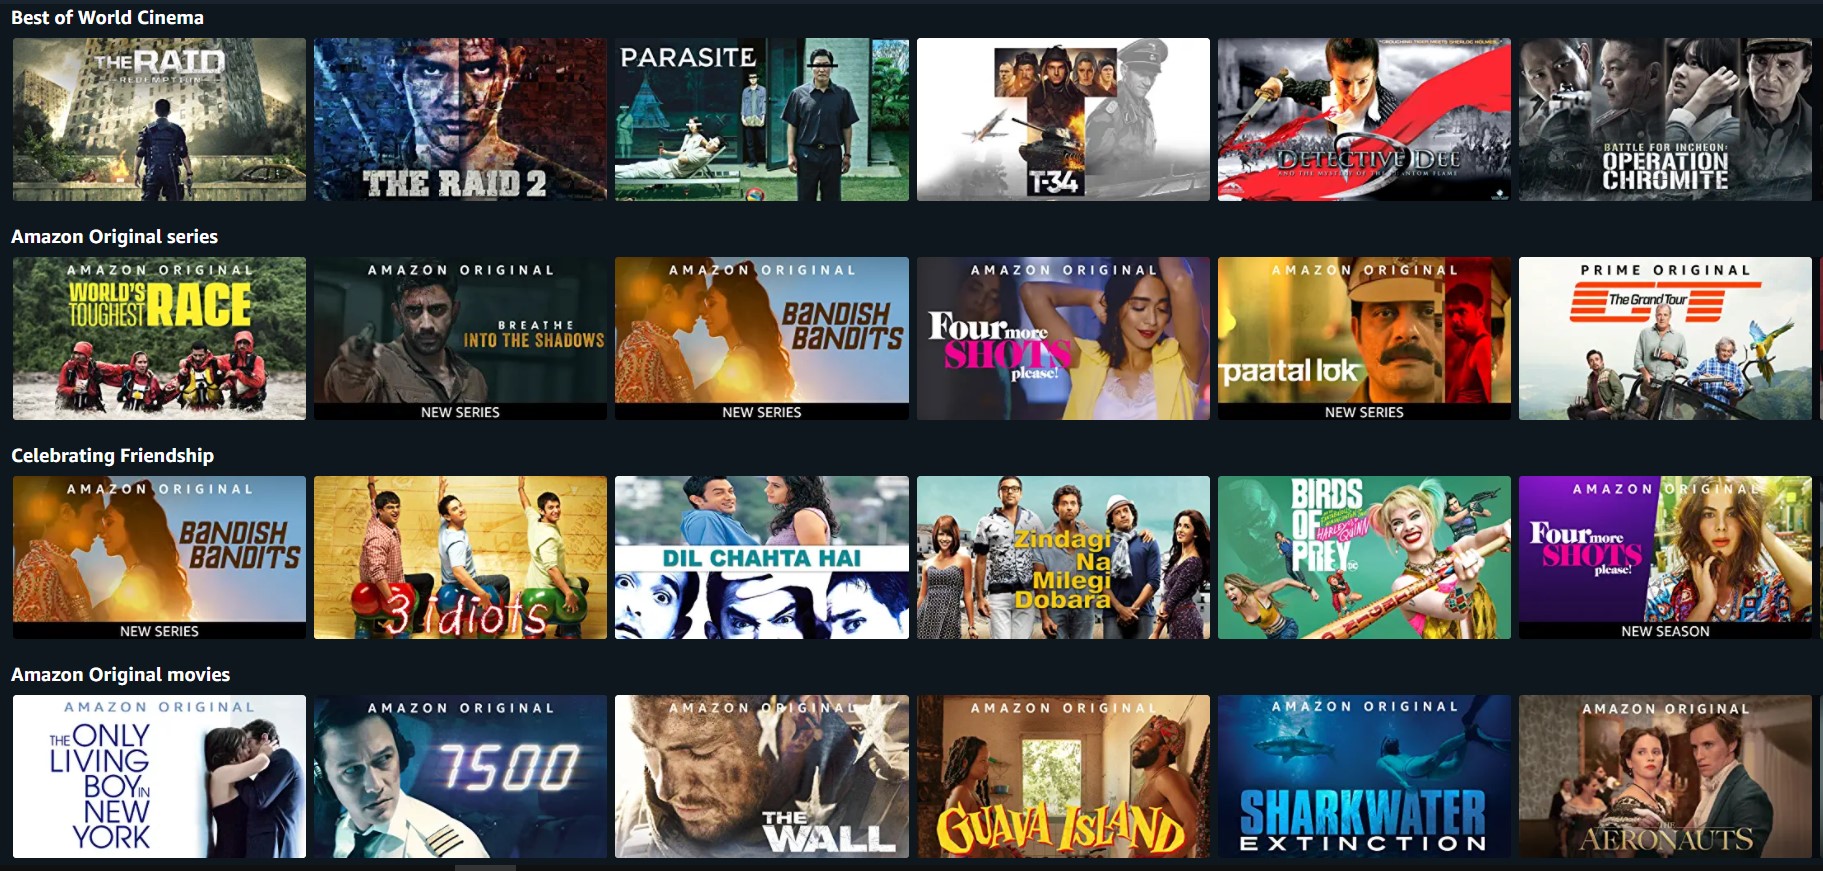 Best of World Cinema
THE RAID
REDEMPTION
THE RAID 2
PARASITE
T-34
DETECTIVE DEE
AND THE MYSTERY OF THE PHANTOM FLAME
BATTLE FOR INCHEON:
OPERATION
CHROMITE
Amazon Original series
AMAZON ORIGINAL
WORLD'S
TOUGHEST RACE
AMAZON ORIGINAL
BREATHE
INTO THE SHADOWS
NEW SERIES
AMAZON ORIGINAL
BANDISH
BANDITS
NEW SERIES
AMAZON ORIGINAL
Four more
SHOTS
please!
AMAZON ORIGINAL
paatal lok
NEW SERIES
PRIME ORIGINAL
The Grand Tour
GT
Celebrating Friendship
AMAZON ORIGINAL
BANDISH
BANDITS
NEW SERIES
3 idiots
DIL CHAHTA HAI
Zindagi
Na
Milegi
Dobara
BIRDS
OF
PREY
HARLEY QUINN
DC
AMAZON ORIGINAL
Four more
SHOTS
please!
NEW SEASON
Amazon Original movies
AMAZON ORIGINAL
THE ONLY
LIVING
BOY IN
NEW
YORK
AMAZON ORIGINAL
7500
AMAZON ORIGINAL
THE
WALL
AMAZON ORIGINAL
GUAVA ISLAND
AMAZON ORIGINAL
SHARKWATER
EXTINCTION
AMAZON ORIGINAL
THE
AERONAUTS